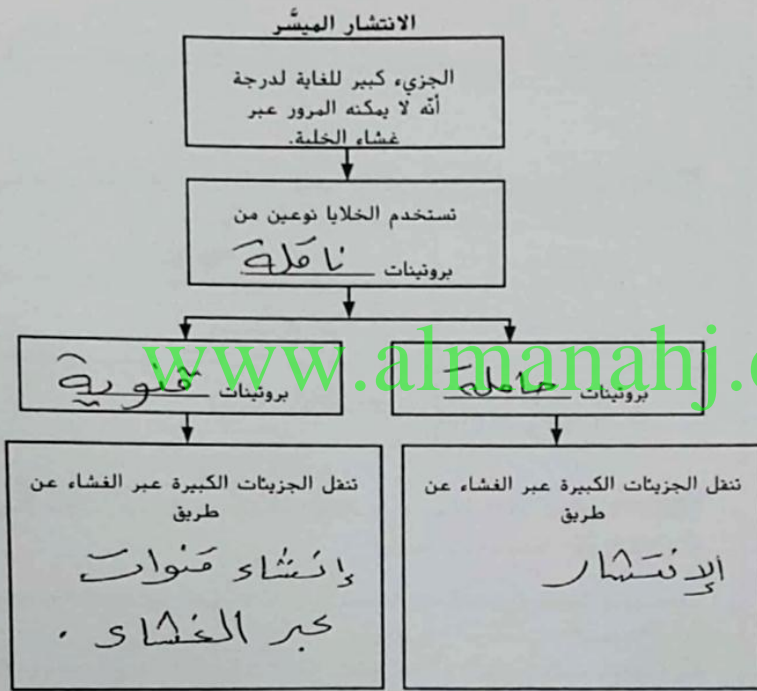 الانتشار الميسَّر
الجزيء كبير للغاية لدرجة
أنّه لا يمكنه المرور عبر
غشاء الخلية.
تستخدم الخلايا نوعين من
بروتينات ناقلة
بروتينات حاملة
بروتينات قنوية
www.almanahj.c
تنقل الجزيئات الكبيرة عبر الغشاء عن
طريق
الإنتشار
تنقل الجزيئات الكبيرة عبر الغشاء عن
طريق
إنشاء قنوات
عبر الغشاء .